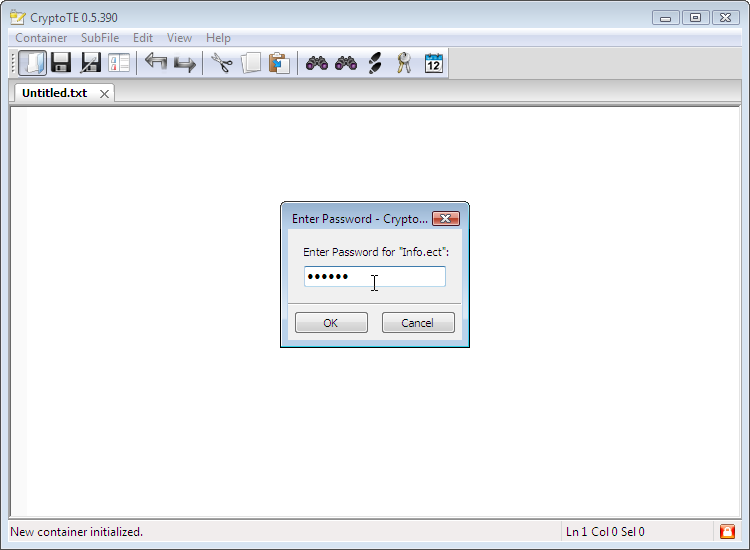 CryptoTE 0.5.390
Container SubFile Edit View Help
12
Untitled.txt
Enter Password - Crypto...
Enter Password for "Info.ect":
••••••
OK Cancel
New container initialized. Ln 1 Col 0 Sel 0